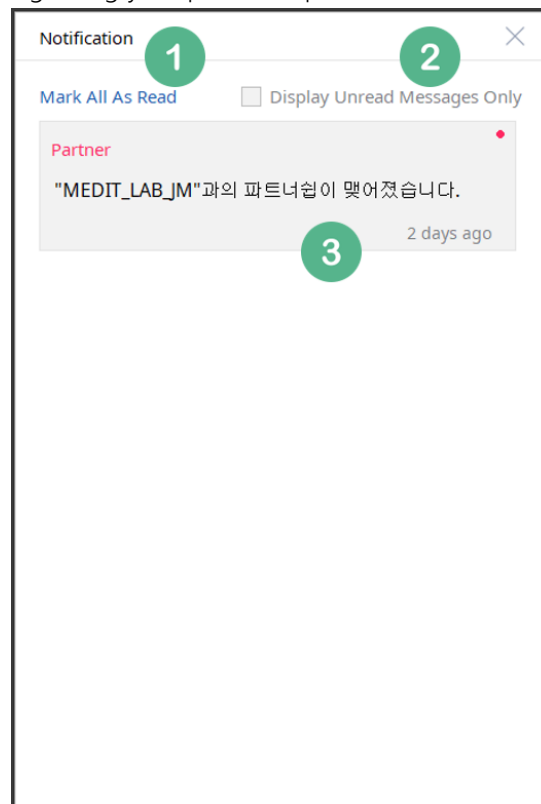 Notification
1
2
Mark All As Read
Display Unread Messages Only
Partner
"MEDIT_LAB_JM"과의 파트너쉽이 맺어졌습니다.
2 days ago
3